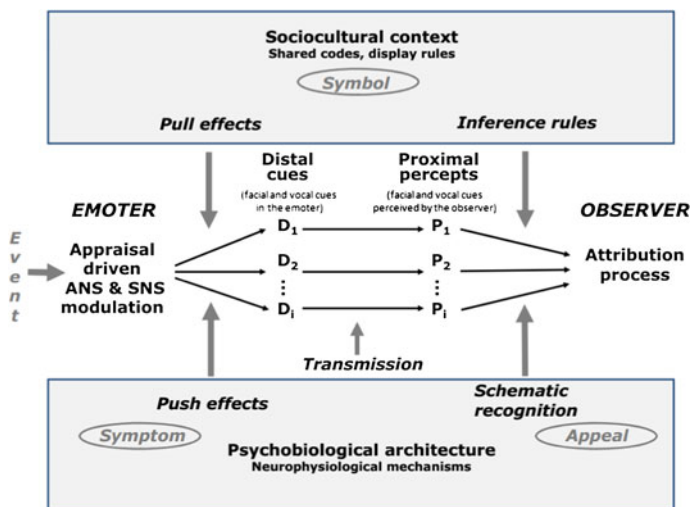 Sociocultural context
Shared codes, display rules
Symbol
Pull effects
Inference rules
Distal cues
(facial and vocal cues in the emoter)
Proximal percepts
(facial and vocal cues perceived by the observer)
EMOTER
OBSERVER
Event
Appraisal
driven
ANS & SNS
modulation
D1
P1
D2
P2
⋮
⋮
Di
Pi
Attribution
process
Transmission
Push effects
Schematic
recognition
Symptom
Appeal
Psychobiological architecture
Neurophysiological mechanisms